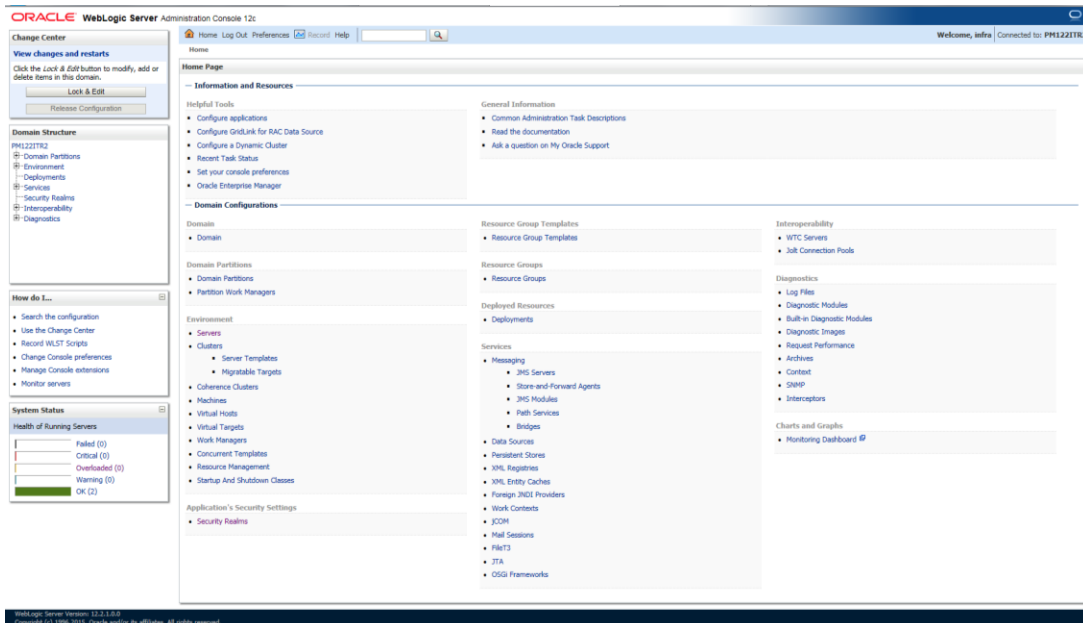 ORACLE WebLogic Server Administration Console 12c
Change Center
View changes and restarts
Click the Lock & Edit button to modify, add or
delete items in this domain.
Lock & Edit
Release Configuration
Domain Structure
PM122ITR2
Domain Partitions
Environment
Deployments
Services
Security Realms
Interoperability
Diagnostics
How do I...
Search the configuration
Use the Change Center
Record WLST Scripts
Change Console preferences
Manage Console extensions
Monitor servers
System Status
Health of Running Servers
Failed (0)
Critical (0)
Overloaded (0)
Warning (0)
OK (2)
Home Log Out Preferences Record Help
Welcome, infra Connected to: PM122ITR2
Home
Home Page
Information and Resources
Helpful Tools
Configure applications
Configure GridLink for RAC Data Source
Configure a Dynamic Cluster
Recent Task Status
Set your console preferences
Oracle Enterprise Manager
General Information
Common Administration Task Descriptions
Read the documentation
Ask a question on My Oracle Support
Domain Configurations
Domain
Domain
Domain Partitions
Domain Partitions
Partition Work Managers
Environment
Servers
Clusters
Server Templates
Migratable Targets
Coherence Clusters
Machines
Virtual Hosts
Virtual Targets
Work Managers
Concurrent Templates
Resource Management
Startup And Shutdown Classes
Application's Security Settings
Security Realms
Resource Group Templates
Resource Group Templates
Resource Groups
Resource Groups
Deployed Resources
Deployments
Services
Messaging
JMS Servers
Store-and-Forward Agents
JMS Modules
Path Services
Bridges
Data Sources
Persistent Stores
XML Registries
XML Entity Caches
Foreign JNDI Providers
Work Contexts
jCOM
Mail Sessions
FileT3
JTA
OSGi Frameworks
Interoperability
WTC Servers
Jolt Connection Pools
Diagnostics
Log Files
Diagnostic Modules
Built-in Diagnostic Modules
Diagnostic Images
Request Performance
Archives
Context
SNMP
Interceptors
Charts and Graphs
Monitoring Dashboard
WebLogic Server Version: 12.2.1.0.0
Copyright (c) 1996,2015, Oracle and/or its affiliates. All rights reserved.